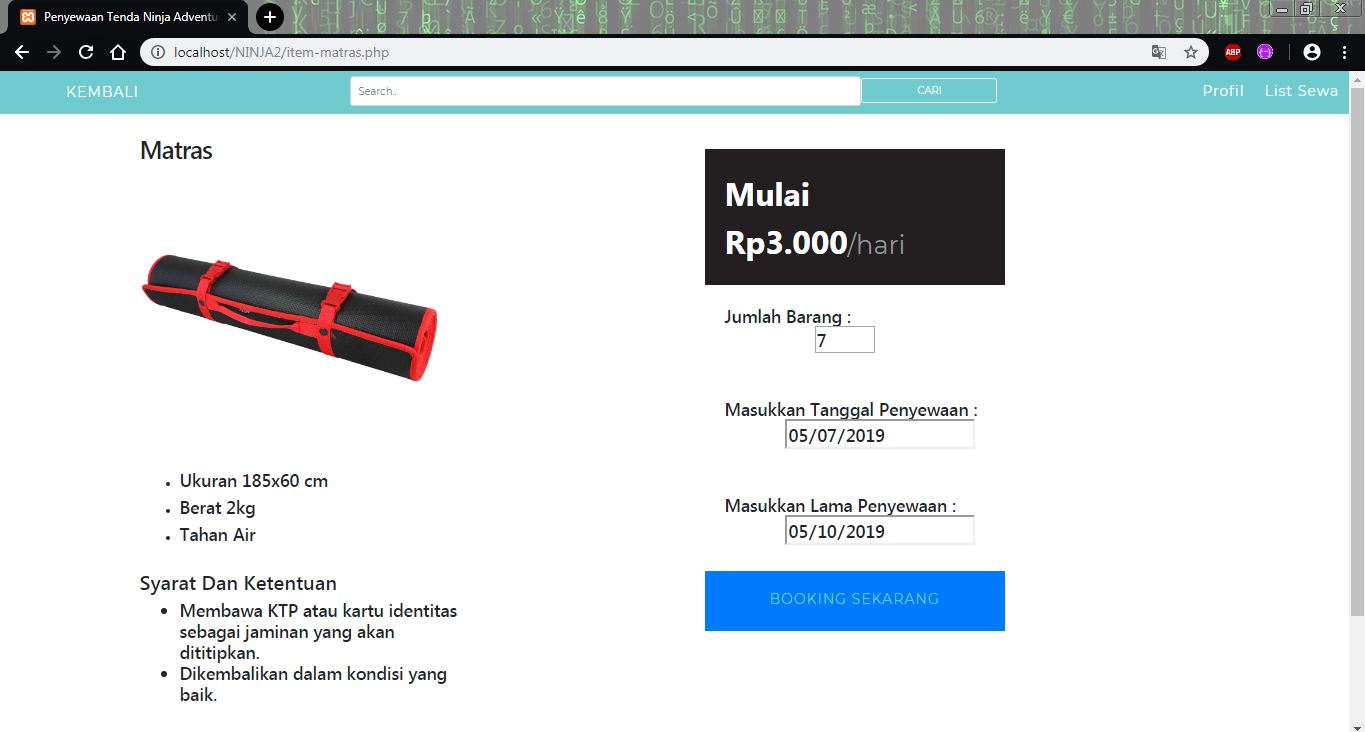 Penyewaan Tenda Ninja Adventu
localhost/NINJA2/item-matras.php
ABP
KEMBALI
Search..
CARI
Profil
List Sewa
Matras
Mulai
Rp3.000/hari
Jumlah Barang :
7
Masukkan Tanggal Penyewaan :
05/07/2019
Masukkan Lama Penyewaan :
05/10/2019
BOOKING SEKARANG
Ukuran 185x60 cm
Berat 2kg
Tahan Air
Syarat Dan Ketentuan
Membawa KTP atau kartu identitas
sebagai jaminan yang akan
dititipkan.
Dikembalikan dalam kondisi yang
baik.